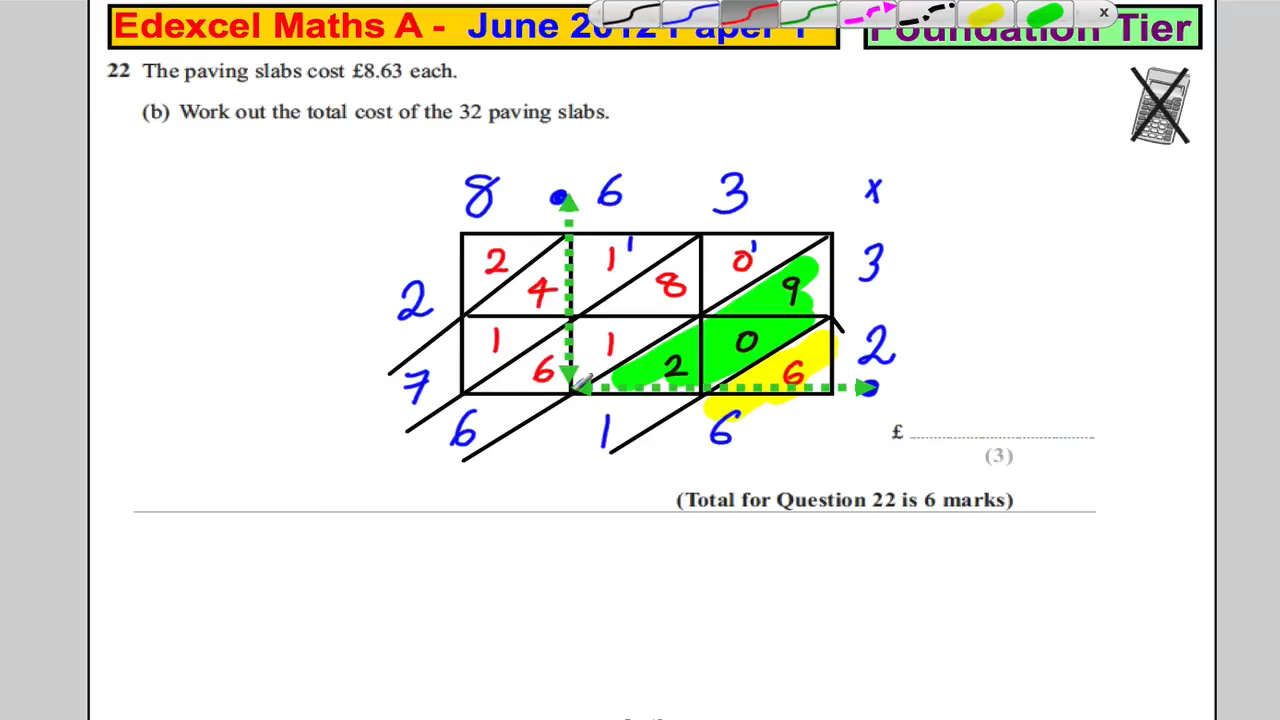 Edexcel Maths A - June 2012 Paper 1
Foundation Tier
x
22 The paving slabs cost £8.63 each.
(b) Work out the total cost of the 32 paving slabs.
8 . 6 3 x
2 1 1 0 1 3
2 4 8 9
1 1 0 2
7 6 2 6 .
6 1 6
£ ........................................
(3)
(Total for Question 22 is 6 marks)